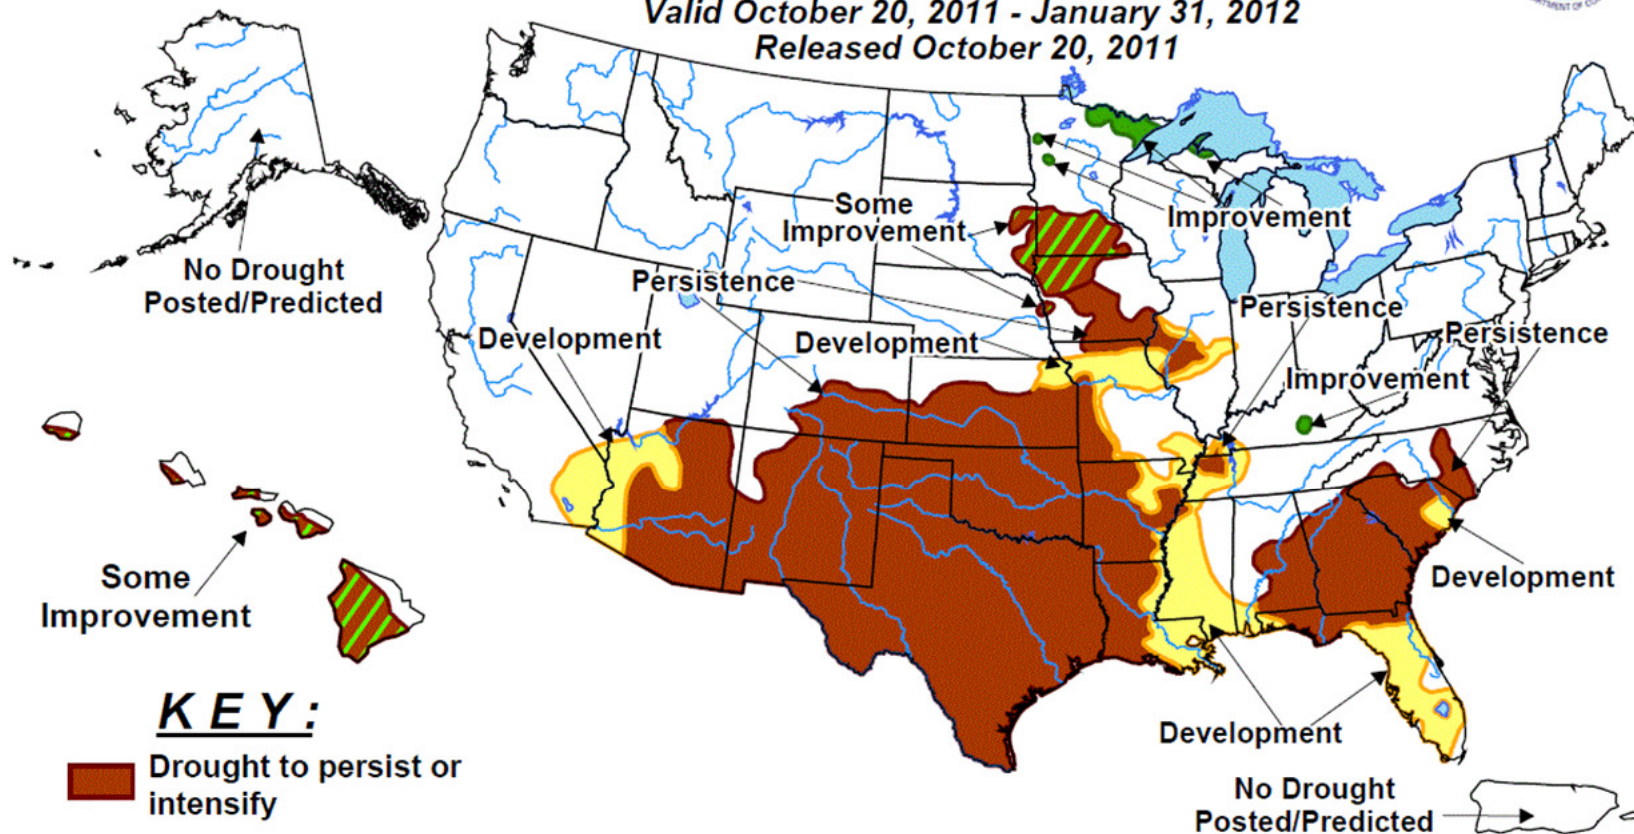 Valid October 20, 2011 - January 31, 2012
Released October 20, 2011
No Drought
Posted/Predicted
Some
Improvement
Improvement
Persistence
Development
Development
Persistence
Persistence
Improvement
Some
Improvement
Development
Development
KEY:
Drought to persist or
intensify
No Drought
Posted/Predicted